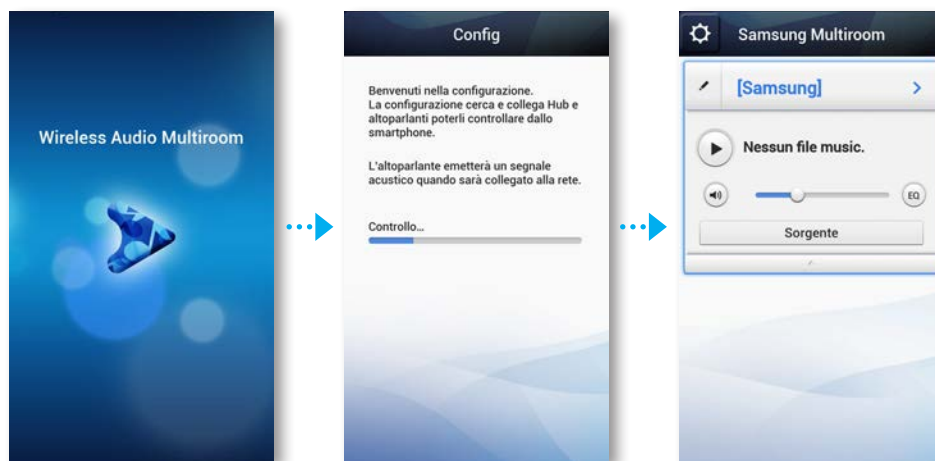 Wireless Audio Multiroom
Config
Benvenuti nella configurazione.
La configurazione cerca e collega Hub e
altoparlanti poterli controllare dallo
smartphone.
L'altoparlante emetterà un segnale
acustico quando sarà collegato alla rete.
Controllo...
Samsung Multiroom
[Samsung]
Nessun file music.
EQ
Sorgente